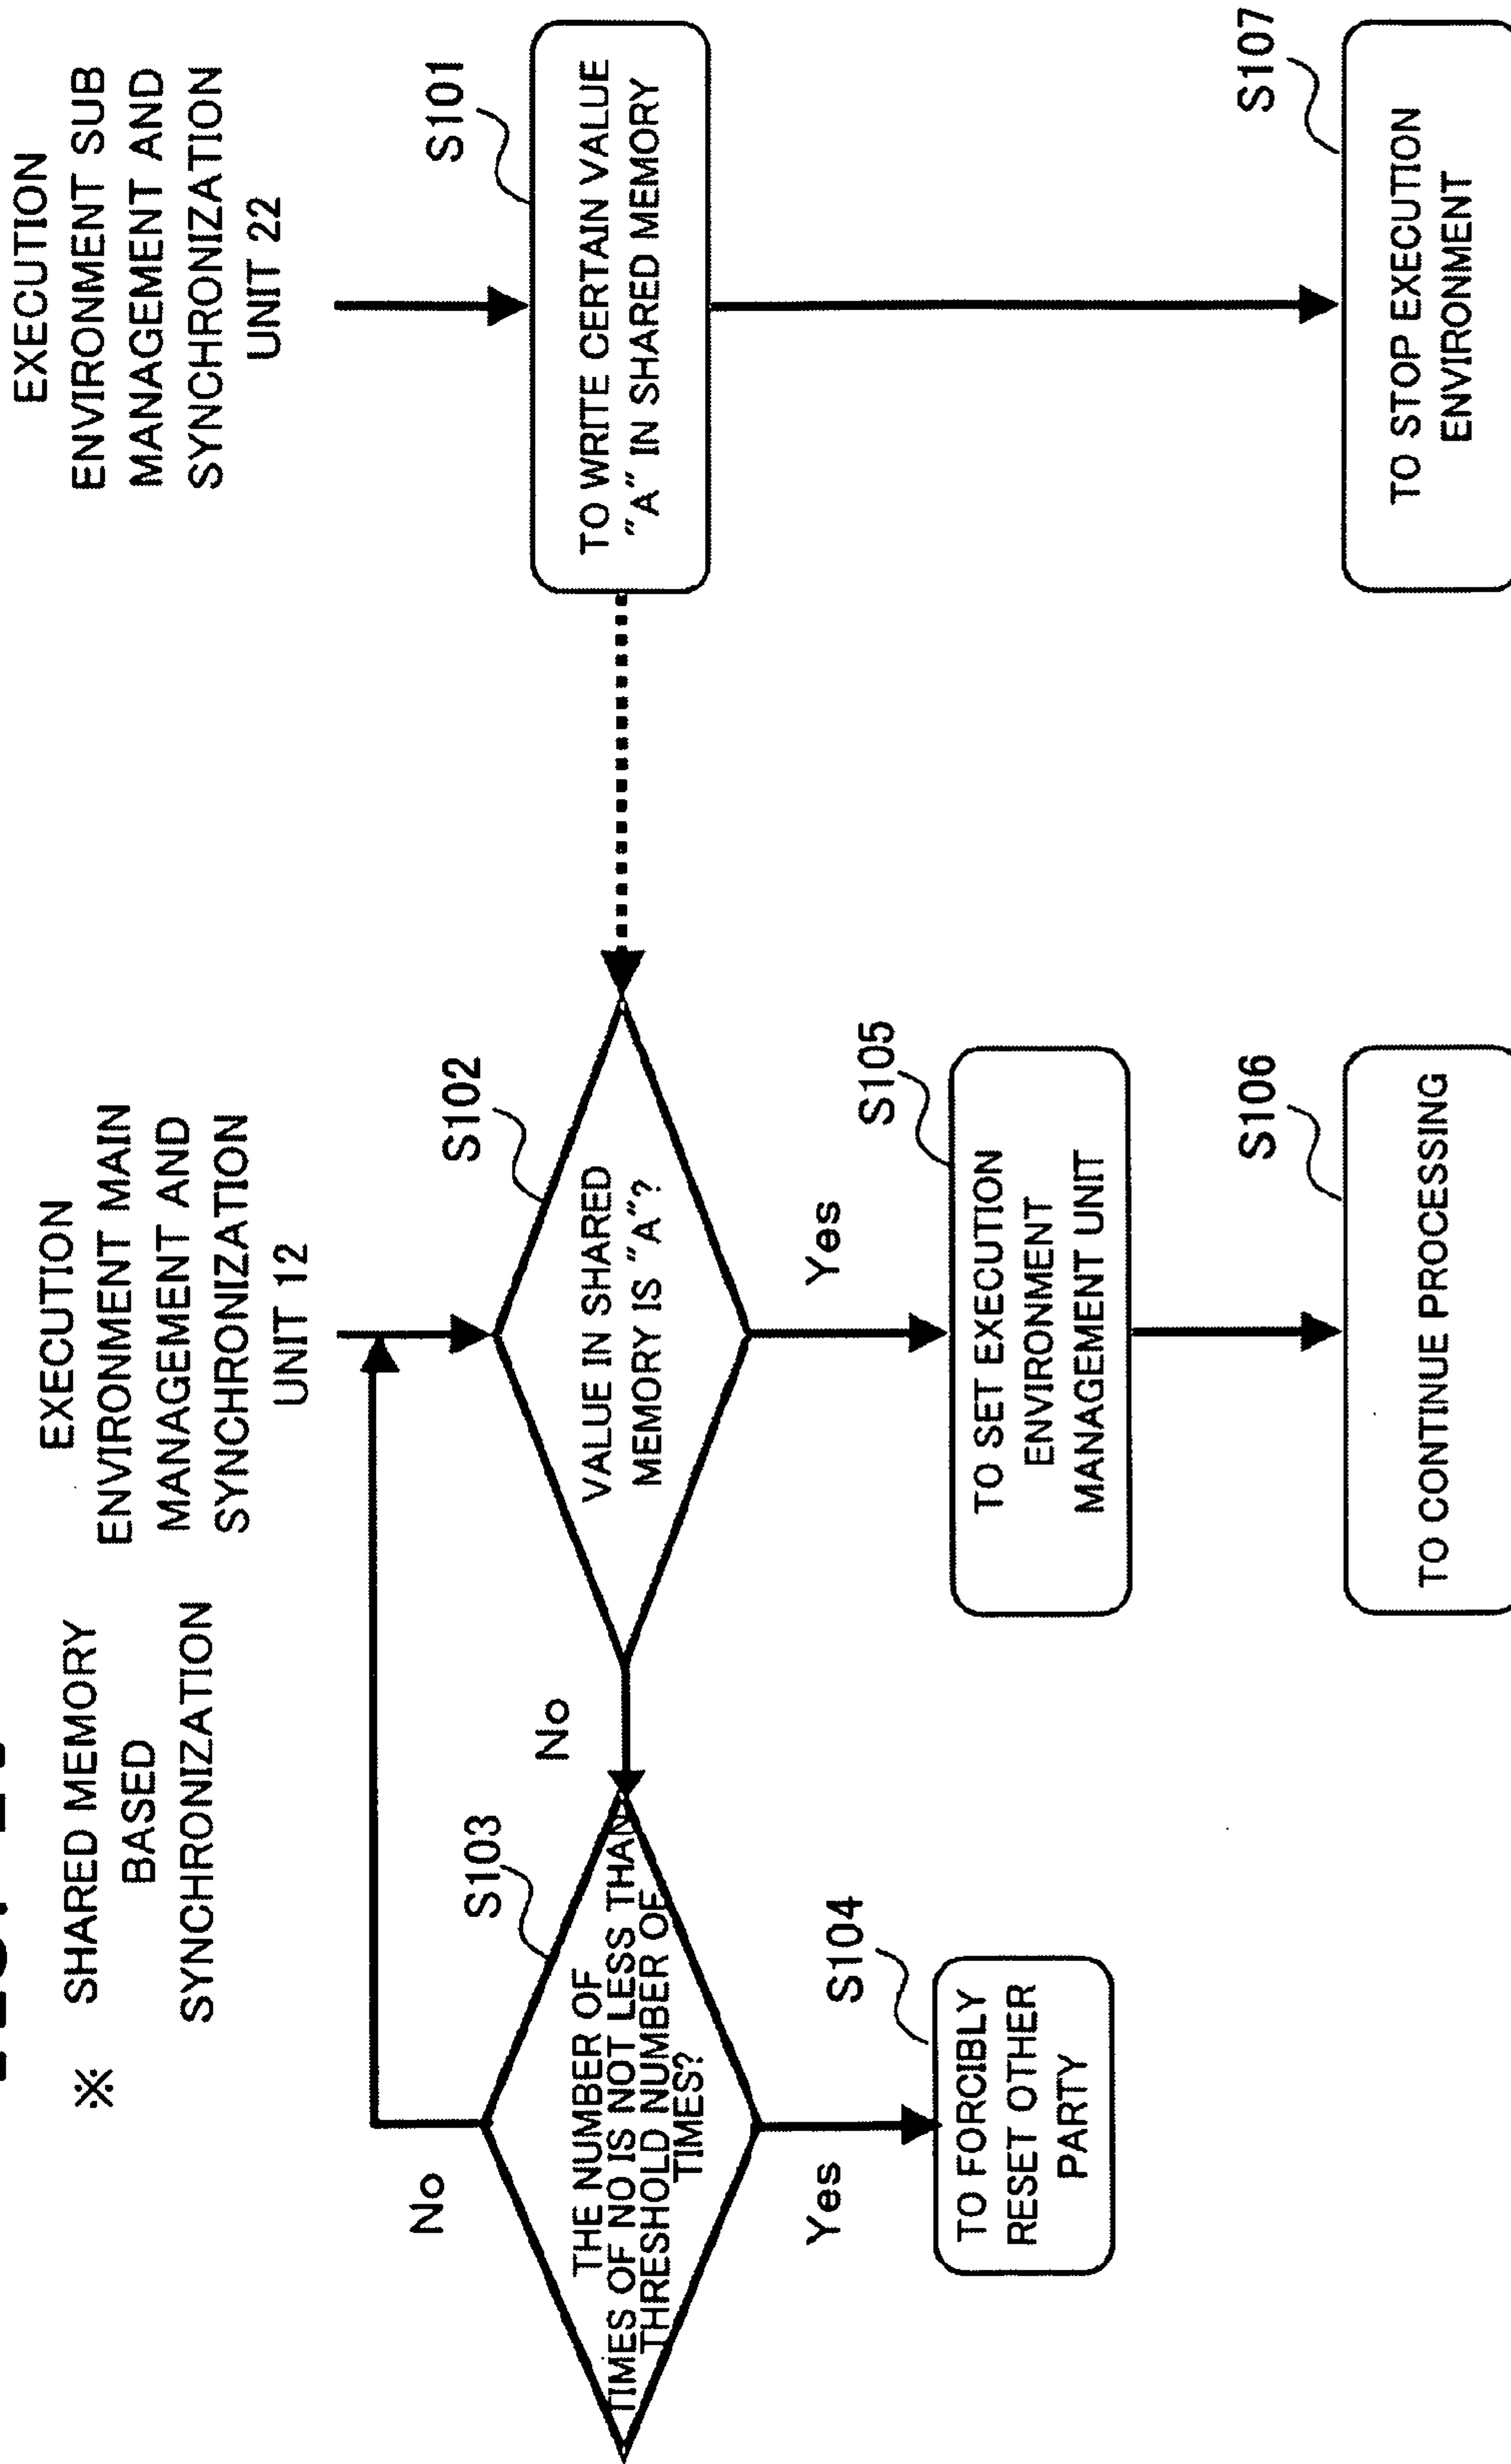 ※ SHARED MEMORY
BASED
SYNCHRONIZATION
EXECUTION
ENVIRONMENT MAIN
MANAGEMENT AND
SYNCHRONIZATION
UNIT 12
EXECUTION
ENVIRONMENT SUB
MANAGEMENT AND
SYNCHRONIZATION
UNIT 22
S101
TO WRITE CERTAIN VALUE
"A" IN SHARED MEMORY
S102
VALUE IN SHARED
MEMORY IS "A"?
No
Yes
S103
THE NUMBER OF
TIMES OF NO IS NOT LESS THAN
THRESHOLD NUMBER OF
TIMES?
No
Yes
S104
TO FORCIBLY
RESET OTHER
PARTY
S105
TO SET EXECUTION
ENVIRONMENT
MANAGEMENT UNIT
S106
TO CONTINUE PROCESSING
S107
TO STOP EXECUTION
ENVIRONMENT